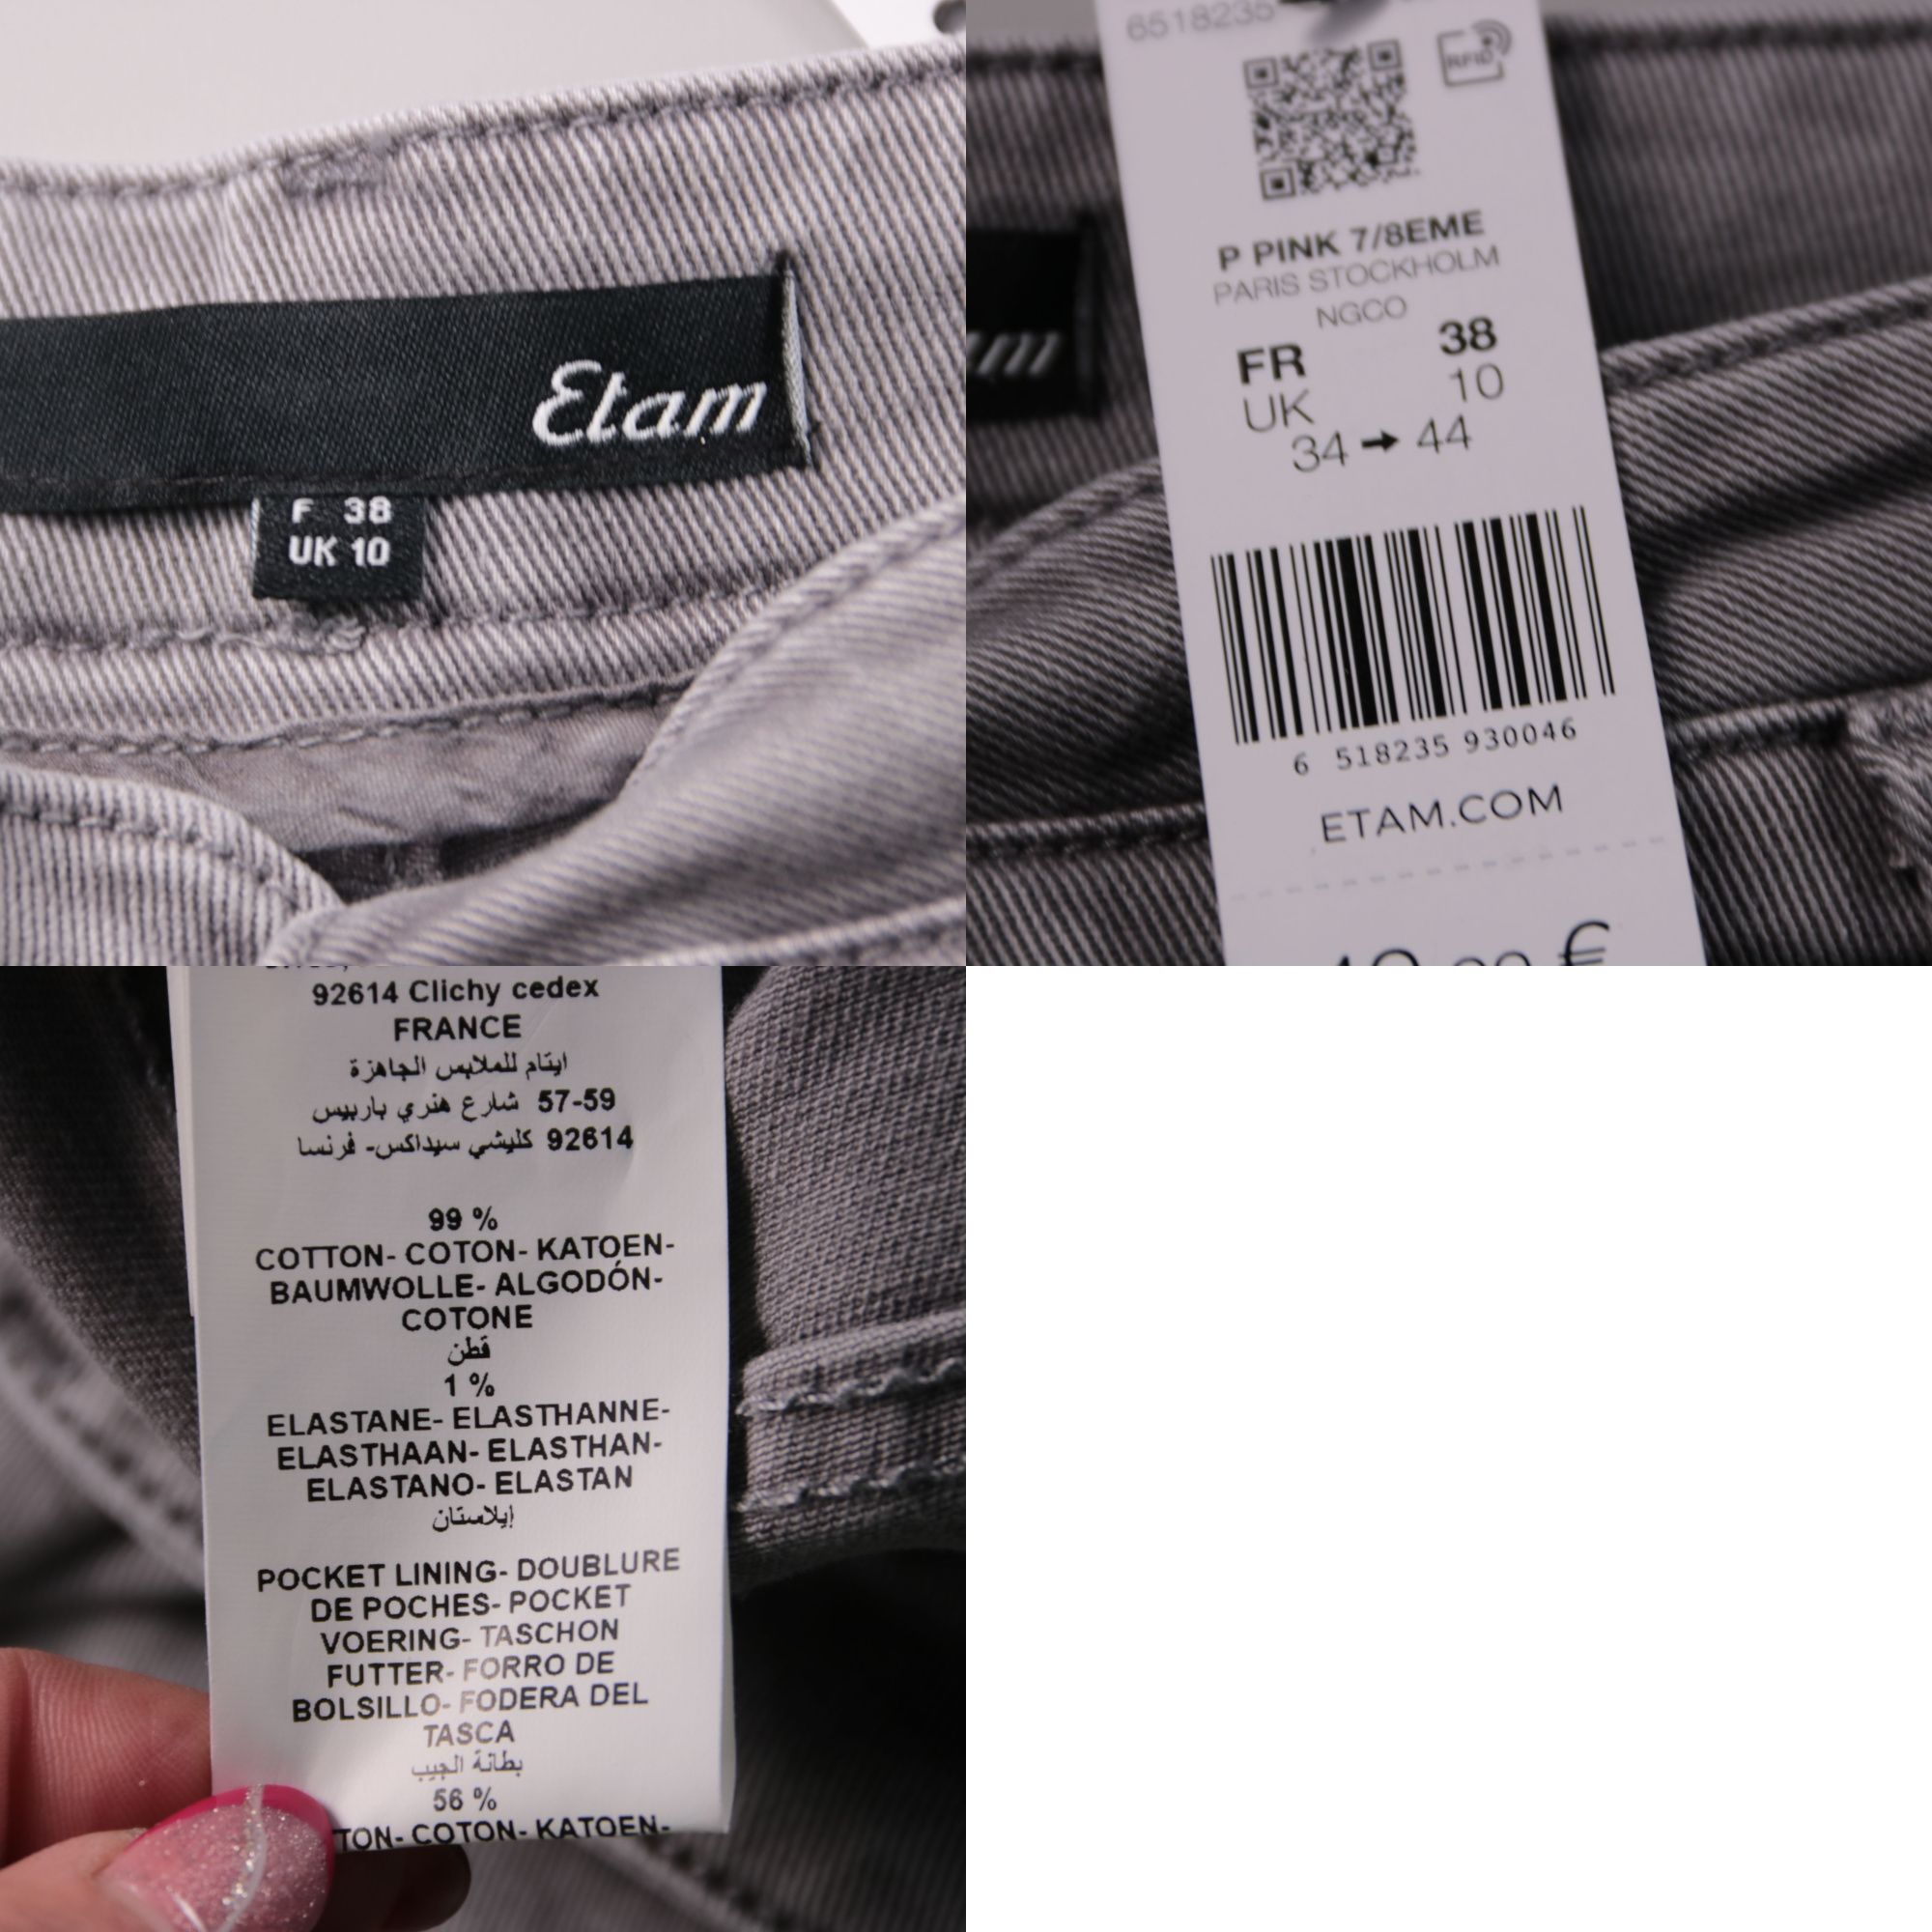 Etam
F 38
UK 10
6518235
RFID
P PINK 7/8EME
PARIS STOCKHOLM
NGCO
FR 38
UK 10
34 → 44
6 518235 930046
ETAM.COM
€
92614 Clichy cedex
FRANCE
ايتام للملابس الجاهزة
57-59 شارع هنري باربيس
92614 كليشي سيداكس- فرنسا
99 %
COTTON- COTON- KATOEN-
BAUMWOLLE- ALGODÓN-
COTONE
قطن
1 %
ELASTANE- ELASTHANNE-
ELASTHAAN- ELASTHAN-
ELASTANO- ELASTAN
إيلاستان
POCKET LINING- DOUBLURE
DE POCHES- POCKET
VOERING- TASCHON
FUTTER- FORRO DE
BOLSILLO- FODERA DEL
TASCA
بطانة الجيب
56 %
TON- COTON- KATOEN-